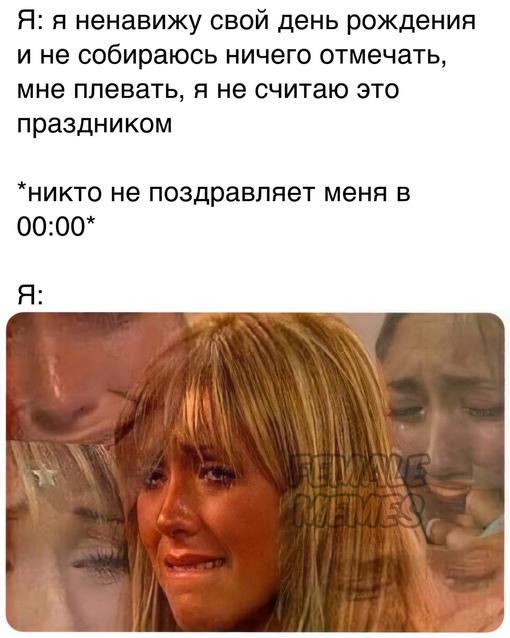 Я: я ненавижу свой день рождения
и не собираюсь ничего отмечать,
мне плевать, я не считаю это
праздником
*никто не поздравляет меня в
00:00*
Я:
FEMALE
MEMES